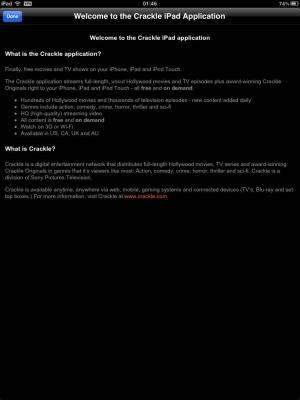 iPad VPN 01:46 74%
Done Welcome to the Crackle iPad Application
Welcome to the Crackle iPad application
What is the Crackle application?
Finally, free movies and TV shows on your iPhone, iPad and iPod Touch.
The Crackle application streams full-length, uncut Hollywood movies and TV episodes plus award-winning Crackle
Originals right to your iPhone, iPad and iPod Touch - all free and on demand.
• Hundreds of Hollywood movies and thousands of television episodes - new content added daily
• Genres include action, comedy, crime, horror, thriller and sci-fi
• HQ (high-quality) streaming video
• All content is free and on demand
• Watch on 3G or Wi-Fi
• Available in US, CA, UK and AU
What is Crackle?
Crackle is a digital entertainment network that distributes full-length Hollywood movies, TV series and award-winning
Crackle Originals in genres that it's viewers like most: Action, comedy, crime, horror, thriller and sci-fi. Crackle is a
division of Sony Pictures Television.
Crackle is available anytime, anywhere via web, mobile, gaming systems and connected devices (TV's, Blu-ray and set-
top boxes.) For more information, visit Crackle at www.crackle.com.